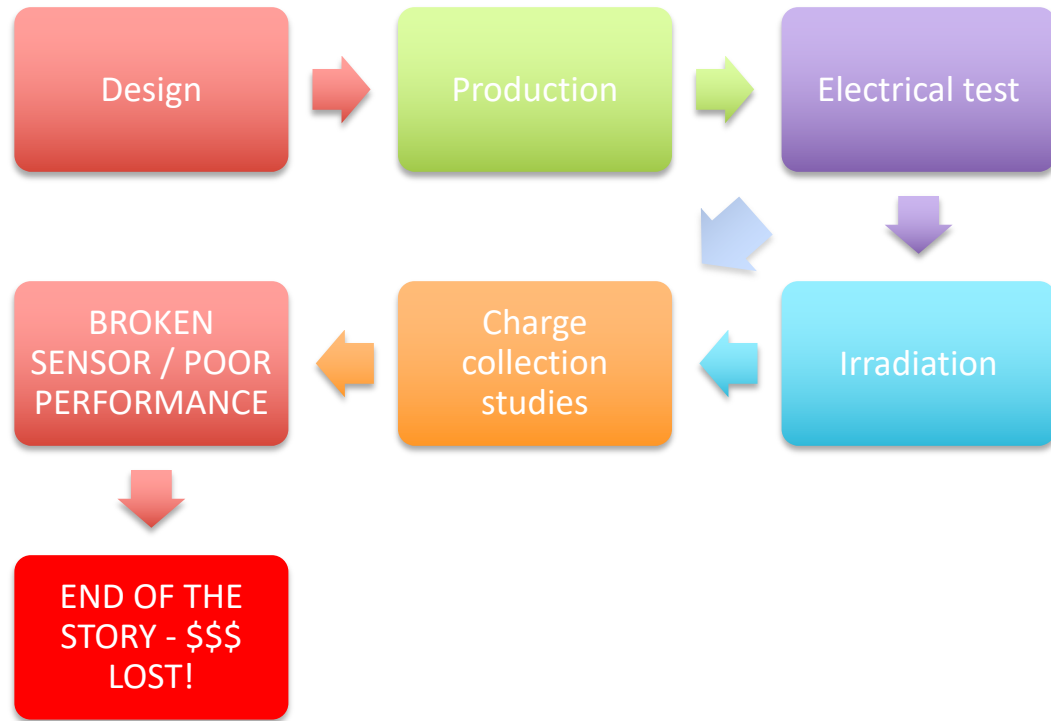 Design
Production
Electrical test
BROKEN
SENSOR / POOR
PERFORMANCE
Charge
collection
studies
Irradiation
END OF THE
STORY - $$$
LOST!